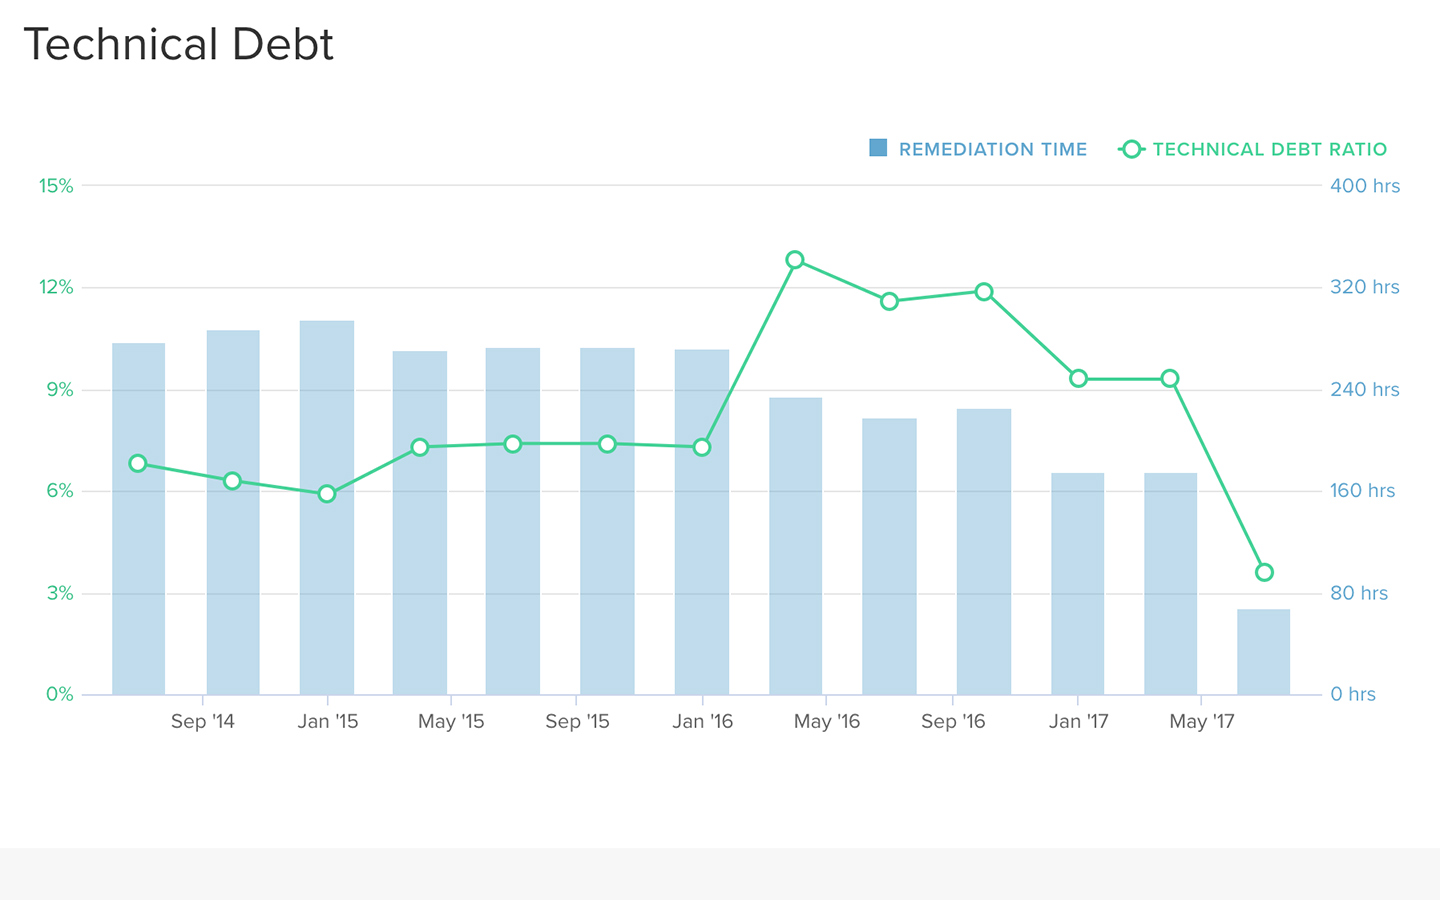 Technical Debt
REMEDIATION TIME TECHNICAL DEBT RATIO
15% 400 hrs
12% 320 hrs
9% 240 hrs
6% 160 hrs
3% 80 hrs
0% 0 hrs
Sep '14 Jan '15 May '15 Sep '15 Jan '16 May '16 Sep '16 Jan '17 May '17